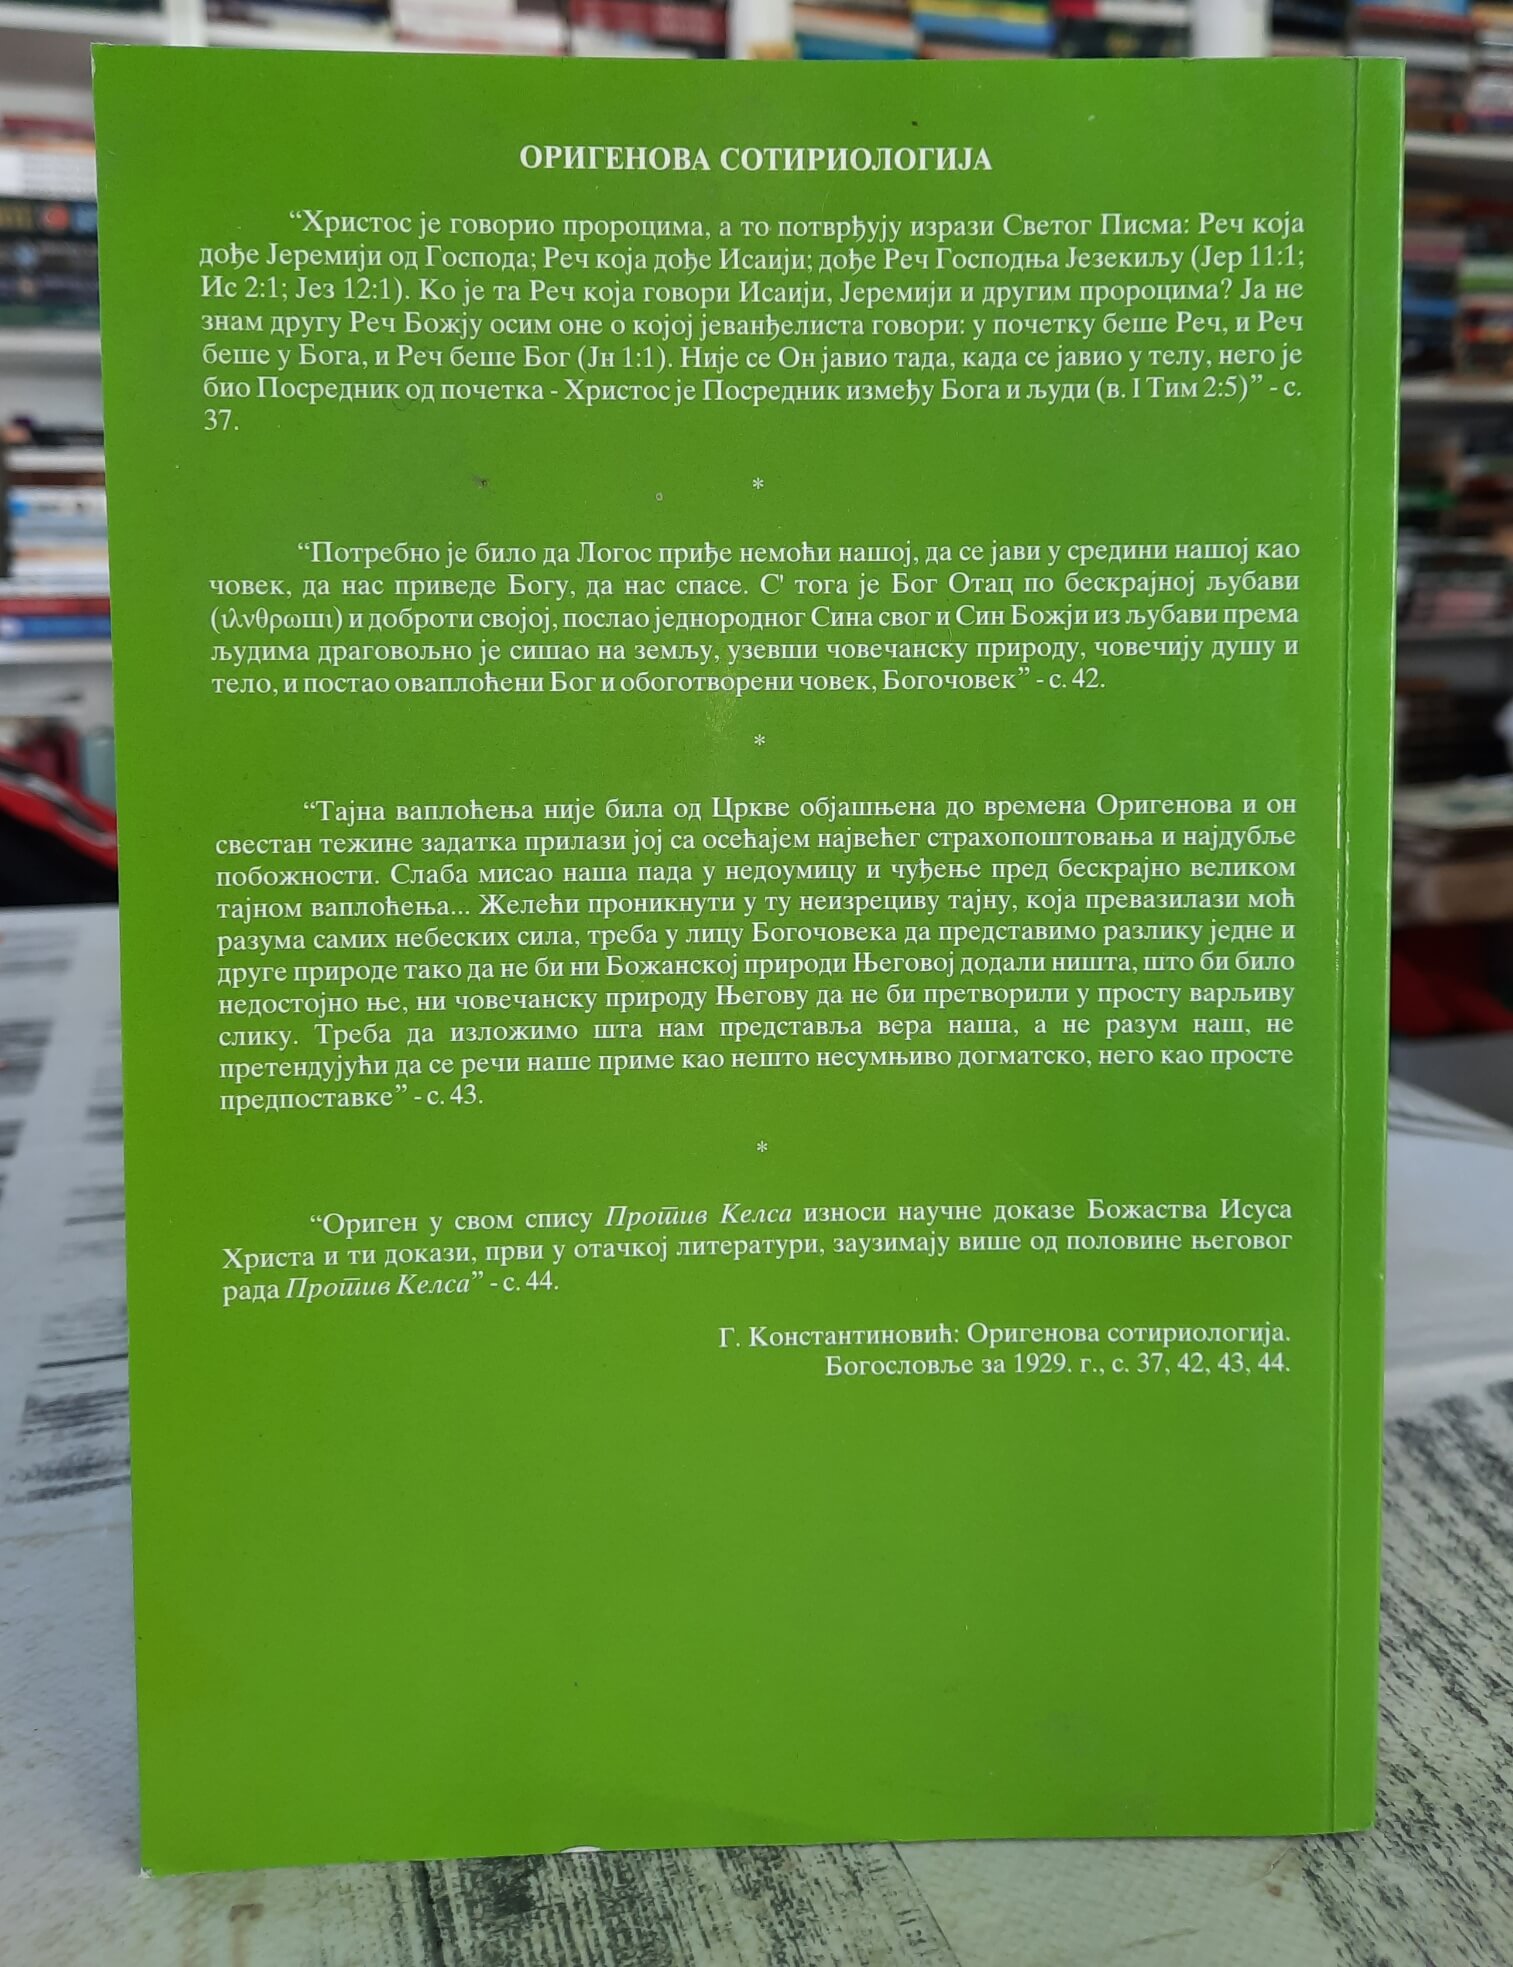 ОРИГЕНОВА СОТИРИОЛОГИЈА
“Христос је говорио пророцима, а то потврђују изрази Светог Писма: Реч која
дође Јеремији од Господа; Реч која дође Исаији; дође Реч Господња Језекиљу (Јер 11:1;
Ис 2:1; Јез 12:1). Ко је та Реч која говори Исаији, Јеремији и другим пророцима? Ја не
знам другу Реч Божју осим оне о којој јеванђелиста говори: у почетку беше Реч, и Реч
беше у Бога, и Реч беше Бог (Јн 1:1). Није се Он јавио тада, када се јавио у телу, него је
био Посредник од почетка - Христос је Посредник између Бога и људи (в. I Тим 2:5)” - с.
37.
*
“Потребно је било да Логос приђе немоћи нашој, да се јави у средини нашој као
човек, да нас приведе Богу, да нас спасе. С' тога је Бог Отац по бескрајној љубави
(ιλνθρωшι) и доброти својој, послао једнородног Сина свог и Син Божји из љубави према
људима драговољно је сишао на земљу, узевши човечанску природу, човечију душу и
тело, и постао оваплоћени Бог и обоготворени човек, Богочовек” - с. 42.
*
“Тајна ваплоћења није била од Цркве објашњена до времена Оригенова и он
свестан тежине задатка прилази јој са осећајем највећег страхопоштовања и најдубље
побожности. Слаба мисао наша пада у недоумицу и чуђење пред бескрајно великом
тајном ваплоћења... Желећи проникнути у ту неизрециву тајну, која превазилази моћ
разума самих небеских сила, треба у лицу Богочовека да представимо разлику једне и
друге природе тако да не би ни Божанској природи Његовој додали ништа, што би било
недостојно ње, ни човечанску природу Његову да не би претворили у просту варљиву
слику. Треба да изложимо шта нам представља вера наша, а не разум наш, не
претендујући да се речи наше приме као нешто несумњиво догматско, него као просте
предпоставке” - с. 43.
*
“Ориген у свом спису Против Келса износи научне доказе Божаства Исуса
Христа и ти докази, први у отачкој литератури, заузимају више од половине његовог
рада Против Келса” - с. 44.
Г. Константиновић: Оригенова сотириологија.
Богословље за 1929. г., с. 37, 42, 43, 44.